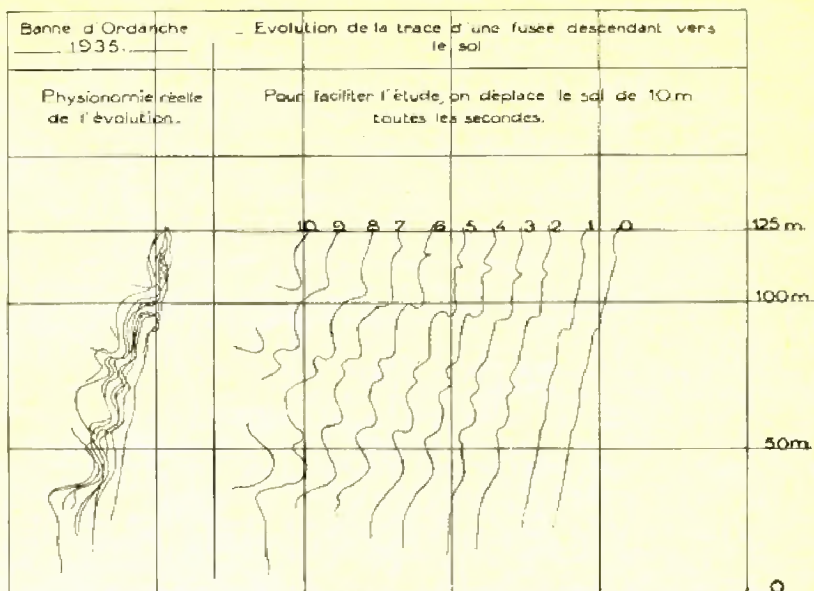 Banne d'Ordanche
1935.
Evolution de la trace d'une fusée descendant vers
le sol
Physionomie réelle
de l'évolution.
Pour faciliter l'étude, on déplace le sol de 10 m
toutes les secondes.
10 9 8 7 6 5 4 3 2 1 0
125 m.
100 m.
50 m.
0